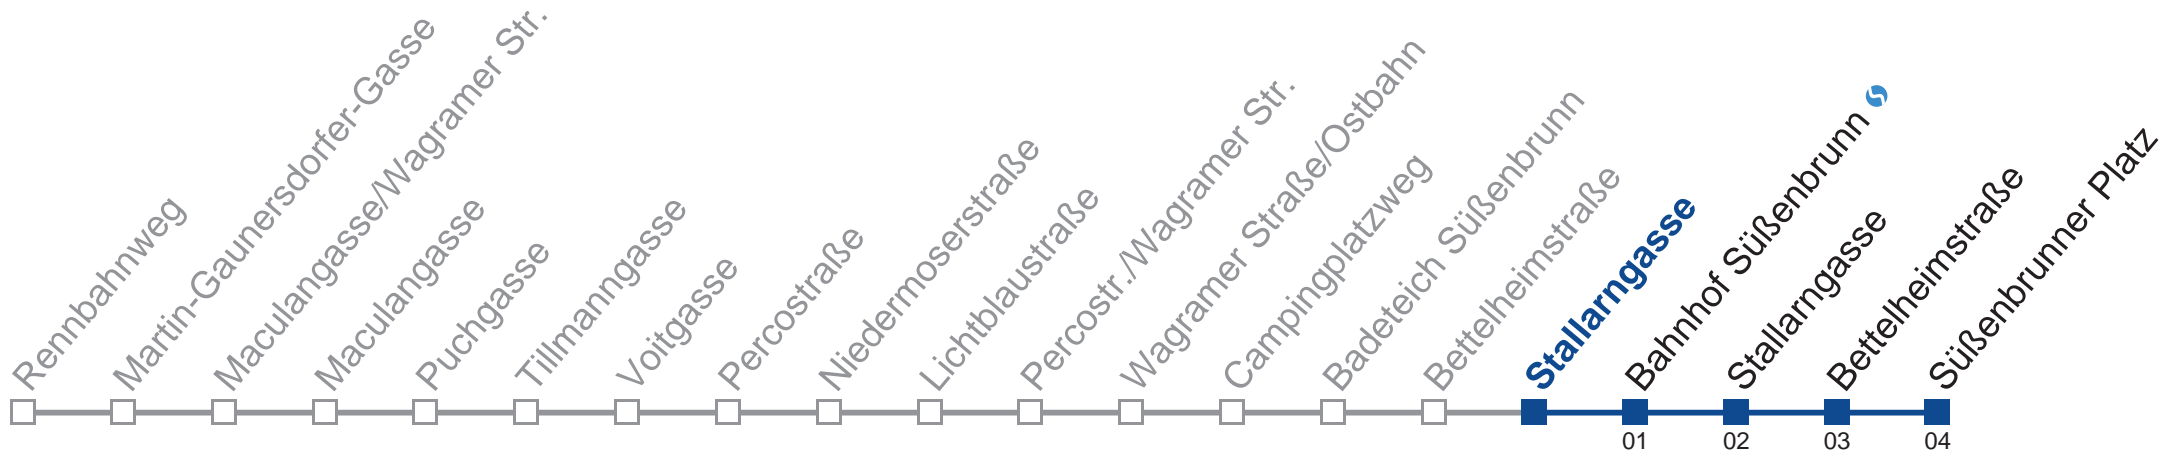 Rennbahnweg
Martin-Gaunersdorfer-Gasse
Maculangasse/Wagramer Str.
Maculangasse
Puchgasse
Tillmanngasse
Voitgasse
Percostraße
Niedermoserstraße
Lichtblaustraße
Percostr./Wagramer Str.
Wagramer Straße/Ostbahn
Campingplatzweg
Badeteich Süßenbrunn
Bettelheimstraße
Stallarngasse
Bahnhof Süßenbrunn
Stallarngasse
Bettelheimstraße
Süßenbrunner Platz
01
02
03
04